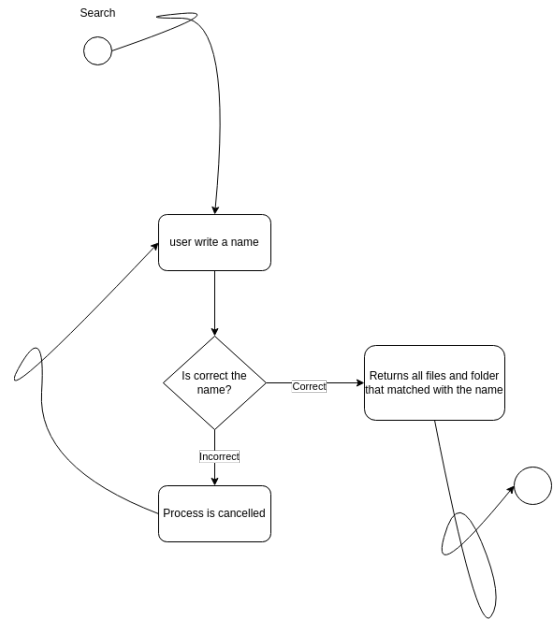 Search
user write a name
Is correct the
name?
Correct
Returns all files and folder
that matched with the name
Incorrect
Process is cancelled